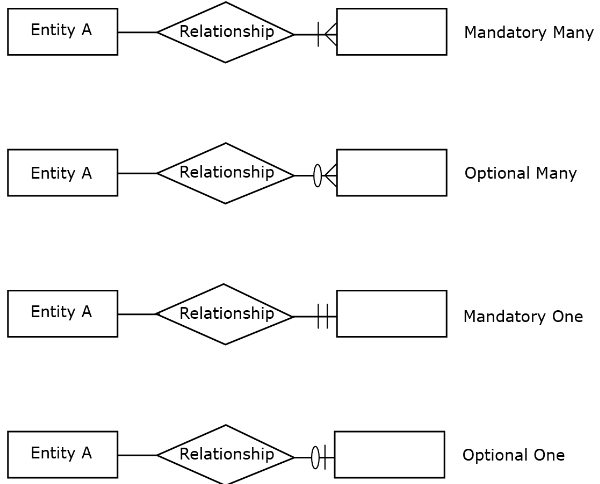 Entity A Relationship Mandatory Many
Entity A Relationship Optional Many
Entity A Relationship Mandatory One
Entity A Relationship Optional One